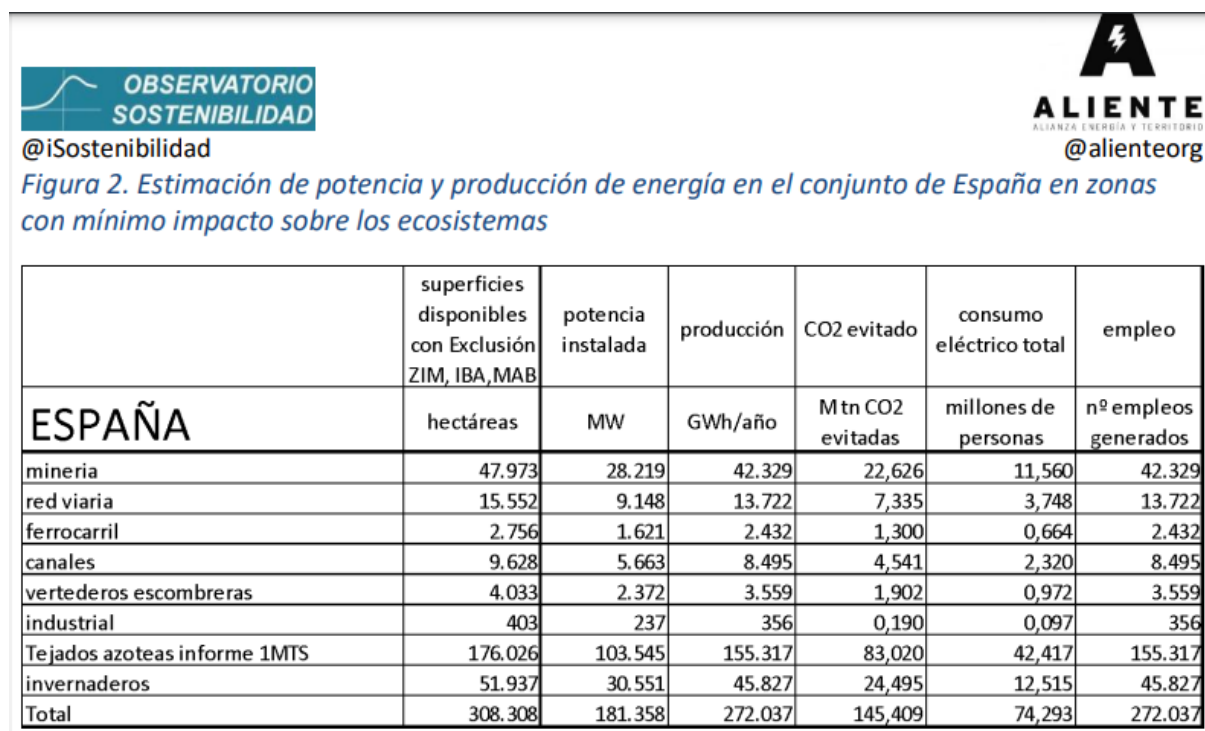 OBSERVATORIO
SOSTENIBILIDAD
@iSostenibilidad
ALIENTE
ALIANZA ENERGÍA Y TERRITORIO
@alienteorg
Figura 2. Estimación de potencia y producción de energía en el conjunto de España en zonas
con mínimo impacto sobre los ecosistemas
superficies disponibles con Exclusión ZIM, IBA,MAB | potencia instalada | producción | CO2 evitado | consumo eléctrico total | empleo
ESPAÑA | hectáreas | MW | GWh/año | Mtn CO2 evitadas | millones de personas | nº empleos generados
mineria | 47.973 | 28.219 | 42.329 | 22,626 | 11,560 | 42.329
red viaria | 15.552 | 9.148 | 13.722 | 7,335 | 3,748 | 13.722
ferrocarril | 2.756 | 1.621 | 2.432 | 1,300 | 0,664 | 2.432
canales | 9.628 | 5.663 | 8.495 | 4,541 | 2,320 | 8.495
vertederos escombreras | 4.033 | 2.372 | 3.559 | 1,902 | 0,972 | 3.559
industrial | 403 | 237 | 356 | 0,190 | 0,097 | 356
Tejados azoteas informe 1MTS | 176.026 | 103.545 | 155.317 | 83,020 | 42,417 | 155.317
invernaderos | 51.937 | 30.551 | 45.827 | 24,495 | 12,515 | 45.827
Total | 308.308 | 181.358 | 272.037 | 145,409 | 74,293 | 272.037